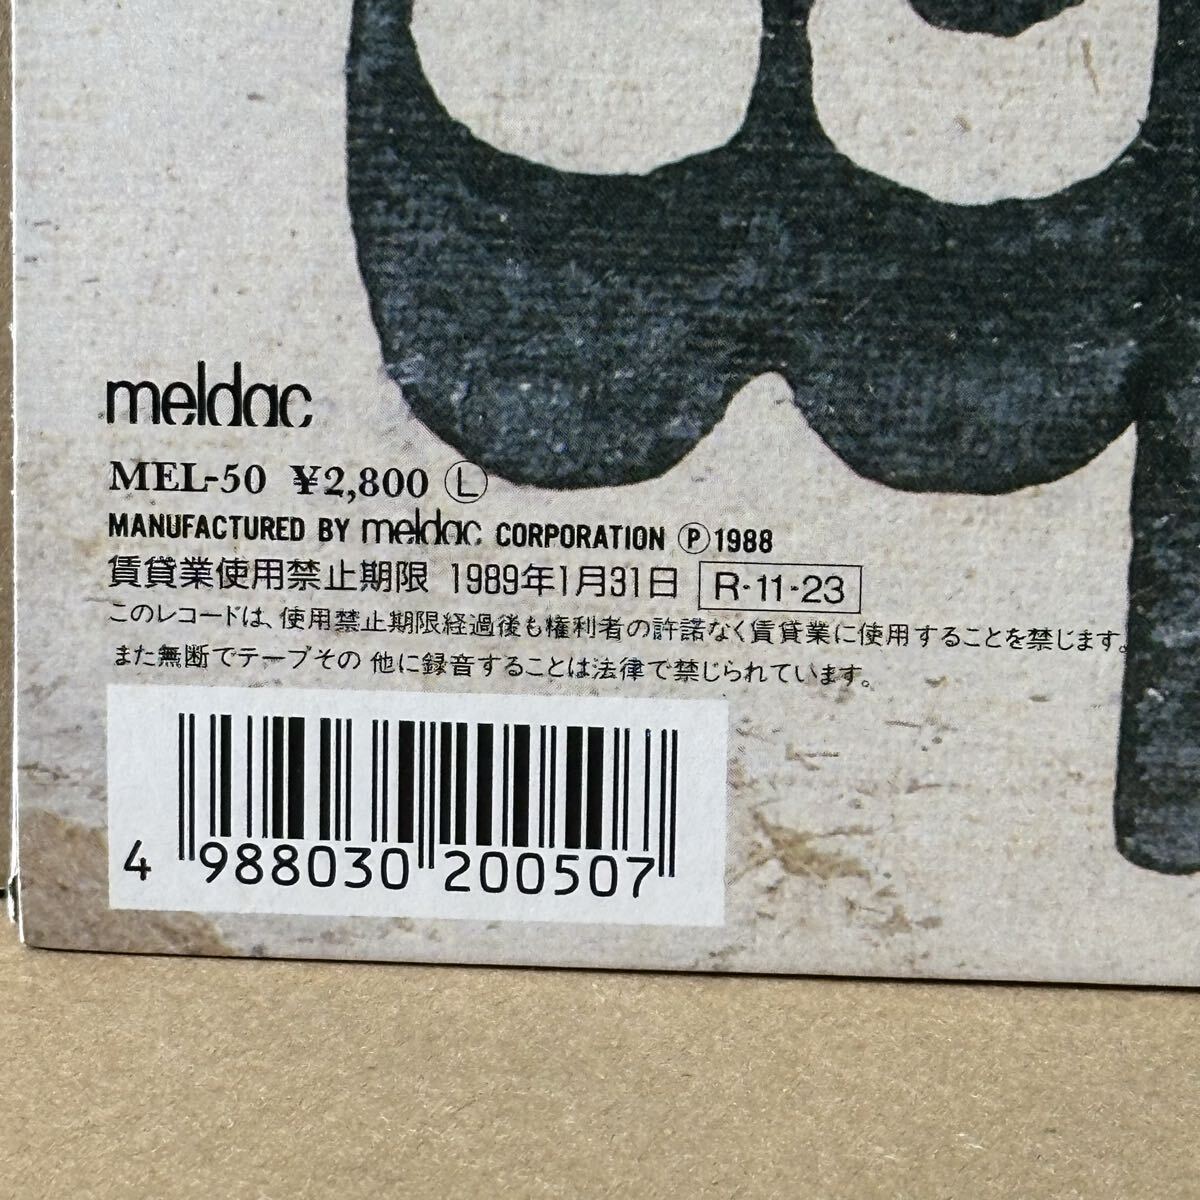 meldac
MEL-50 ¥2,800 Ⓛ
MANUFACTURED BY meldac CORPORATION Ⓟ1988
賃貸業使用禁止期限 1989年1月31日 R-11-23
このレコードは、使用禁止期限経過後も権利者の許諾なく賃貸業に使用することを禁じます。
また無断でテープその 他に録音することは法律で禁じられています。
4 988030 200507